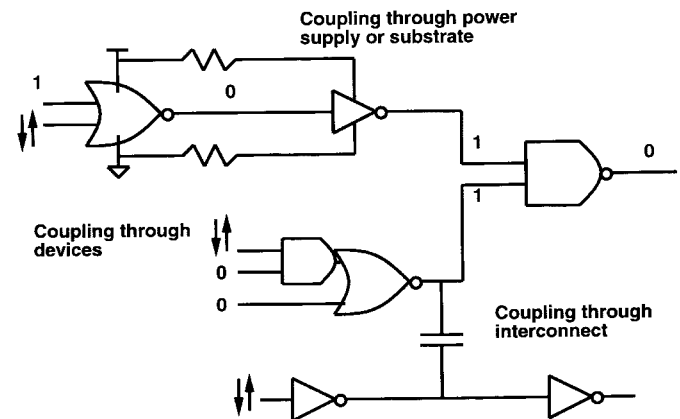 Coupling through power
supply or substrate
1
0
1
0
1
Coupling through
devices
0
0
Coupling through
interconnect